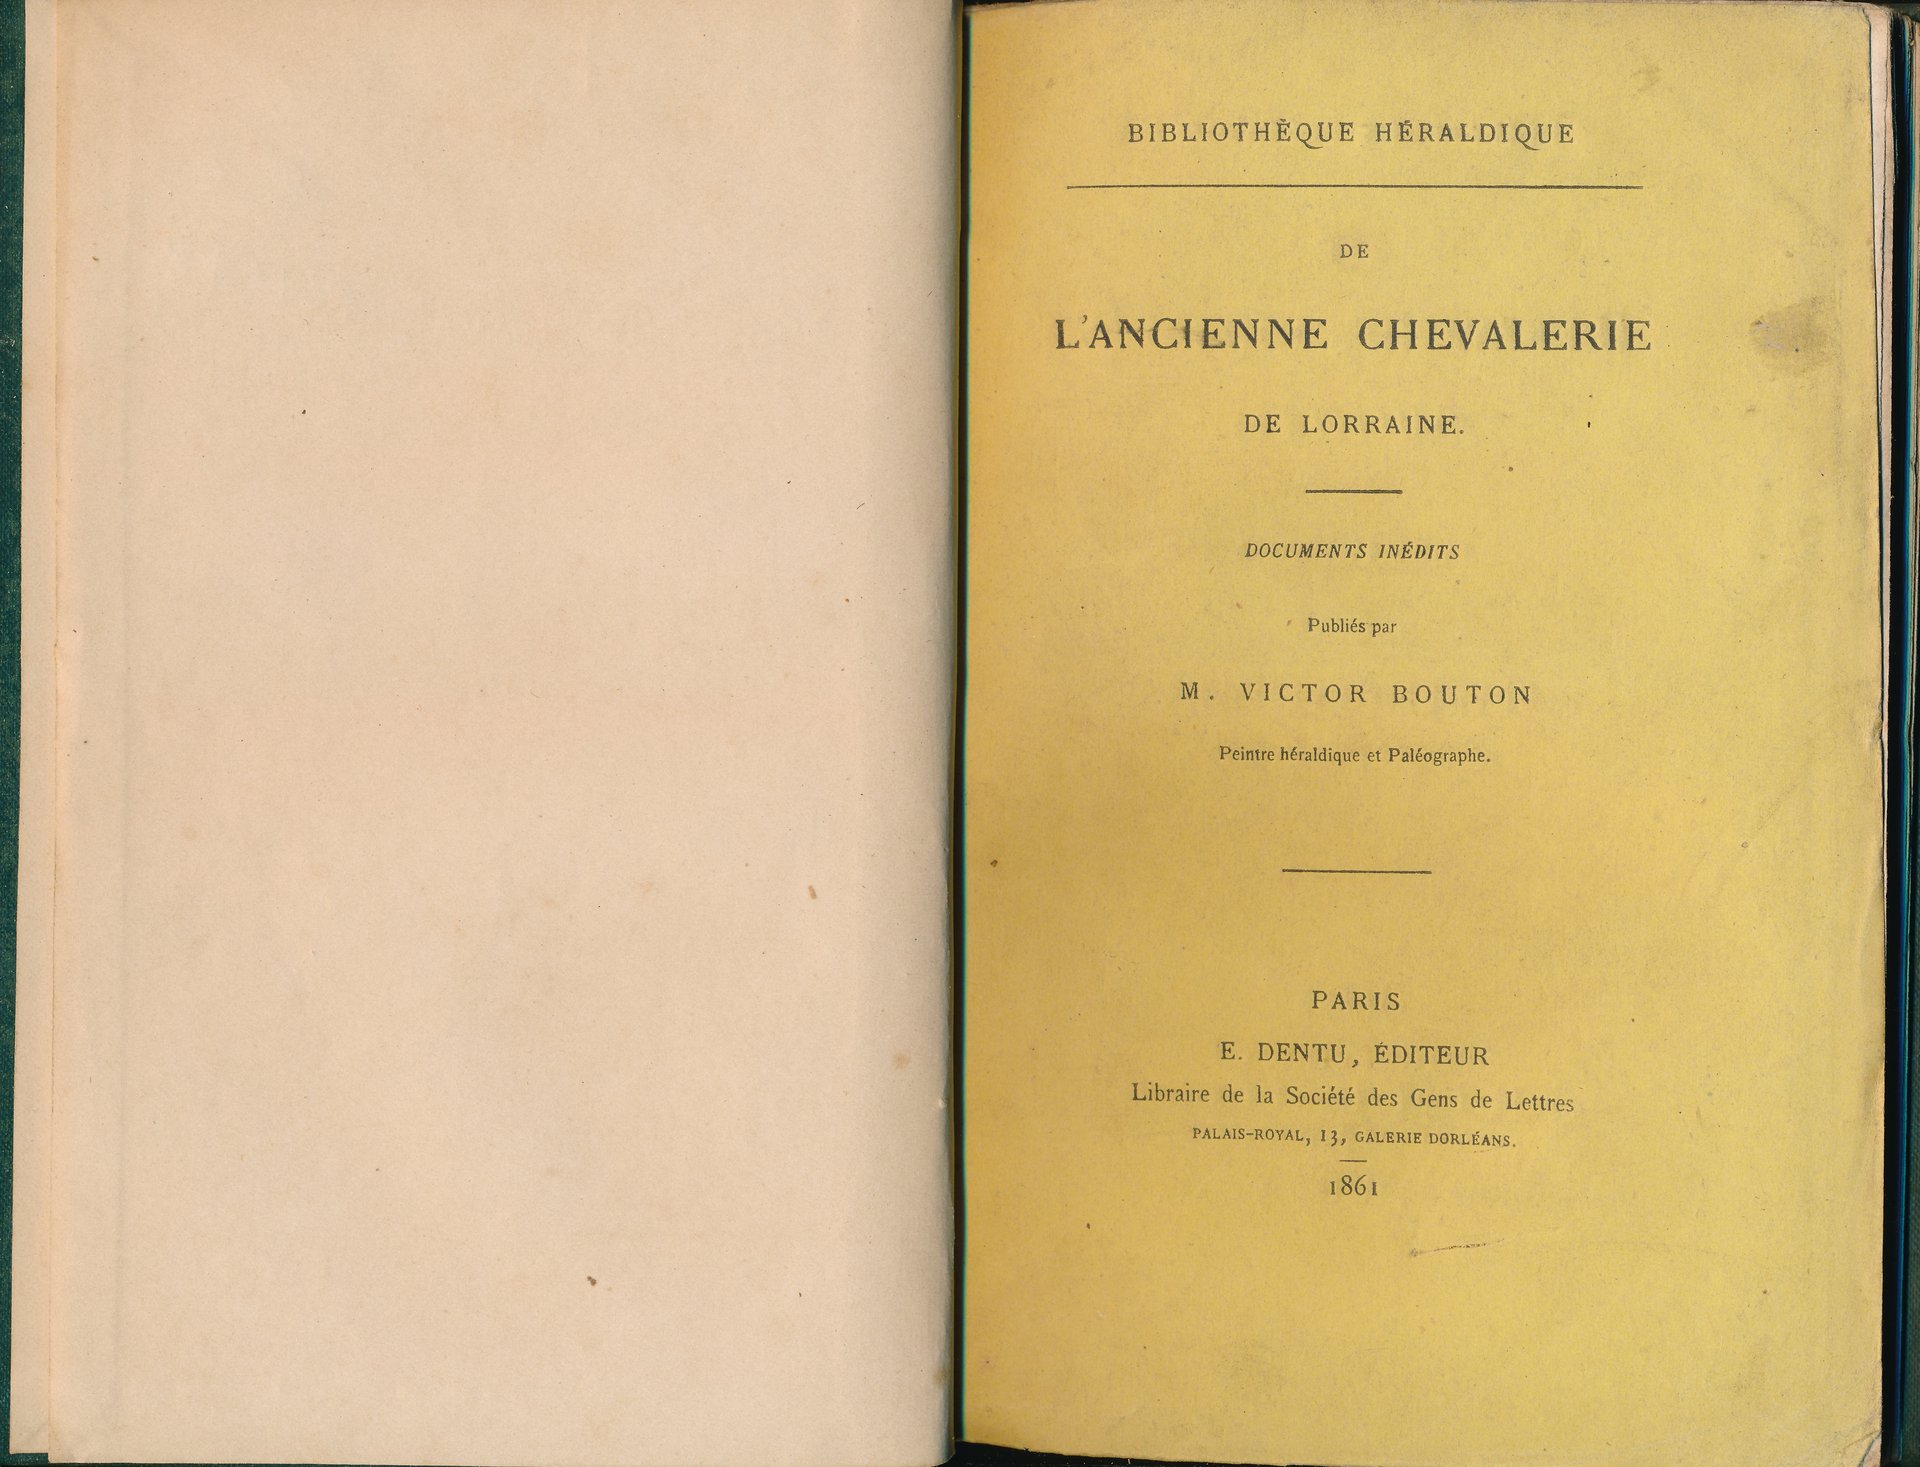 BIBLIOTHÈQUE HÉRALDIQUE
DE
L'ANCIENNE CHEVALERIE
DE LORRAINE.
DOCUMENTS INÉDITS
Publiés par
M. VICTOR BOUTON
Peintre héraldique et Paléographe.
PARIS
E. DENTU, ÉDITEUR
Libraire de la Société des Gens de Lettres
PALAIS-ROYAL, 13, GALERIE DORLÉANS.
1861